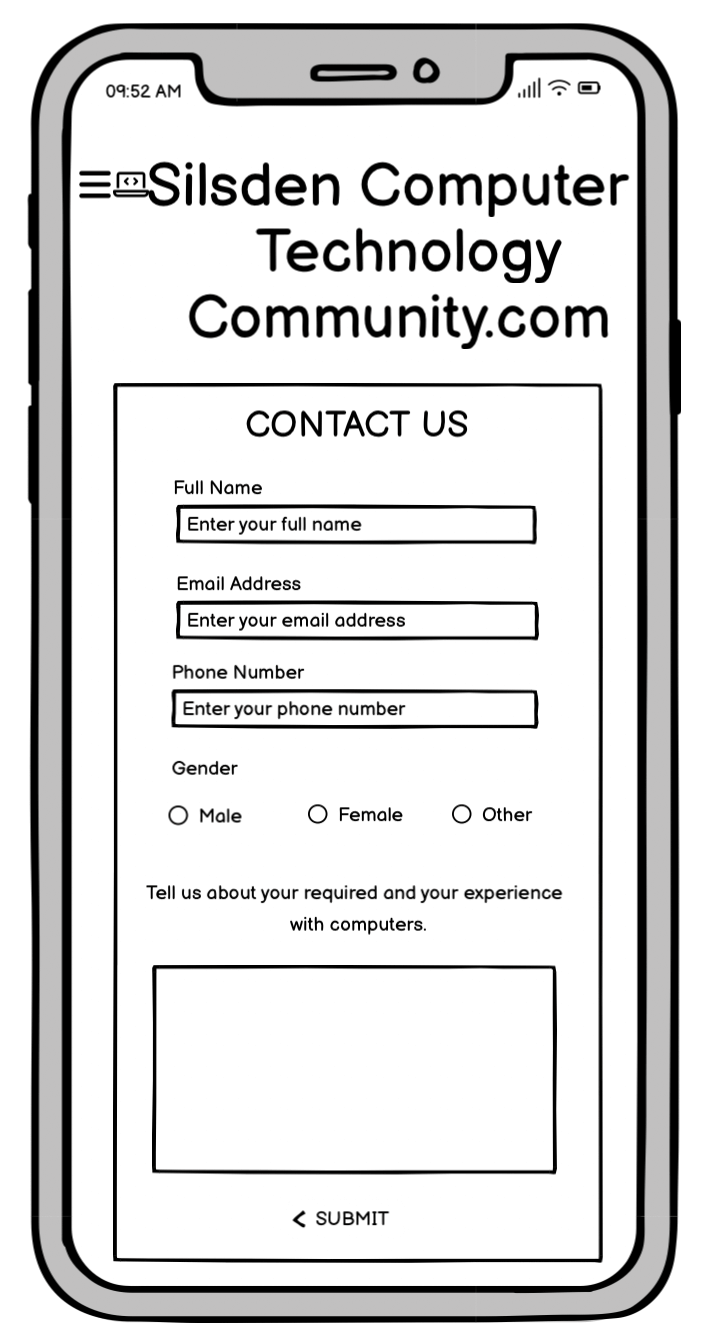 09:52 AM
Silsden Computer
Technology
Community.com
CONTACT US
Full Name
Enter your full name
Email Address
Enter your email address
Phone Number
Enter your phone number
Gender
Male Female Other
Tell us about your required and your experience
with computers.
< SUBMIT